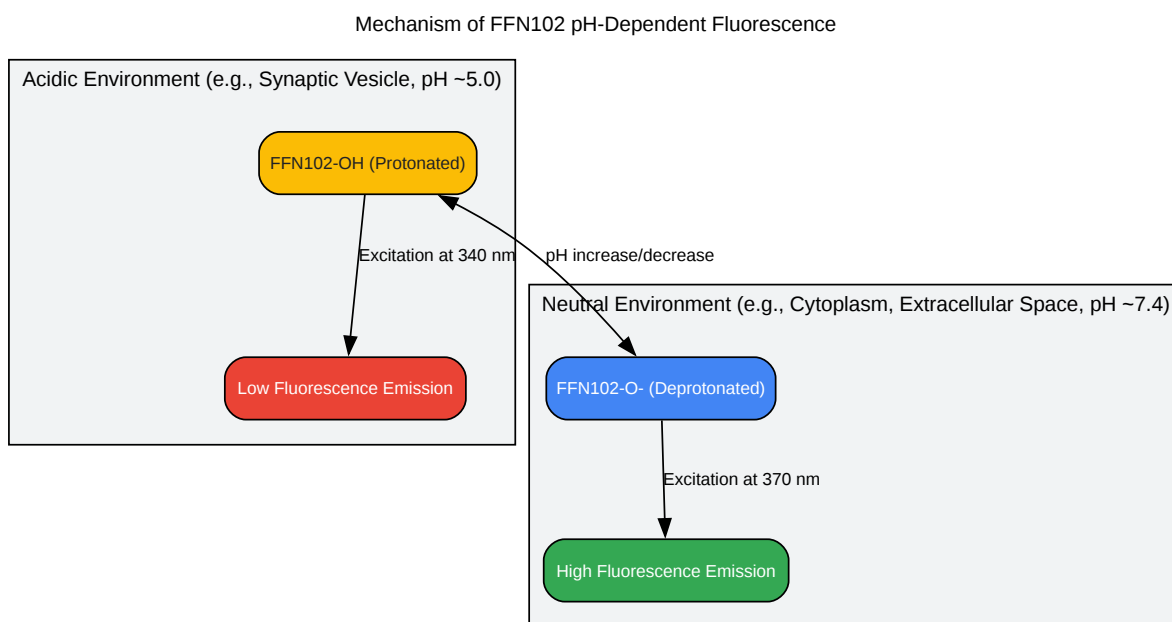 Mechanism of FFN102 pH-Dependent Fluorescence
Acidic Environment (e.g., Synaptic Vesicle, pH ~5.0)
FFN102-OH (Protonated)
Excitation at 340 nm
pH increase/decrease
Neutral Environment (e.g., Cytoplasm, Extracellular Space, pH ~7.4)
Low Fluorescence Emission
FFN102-O- (Deprotonated)
Excitation at 370 nm
High Fluorescence Emission